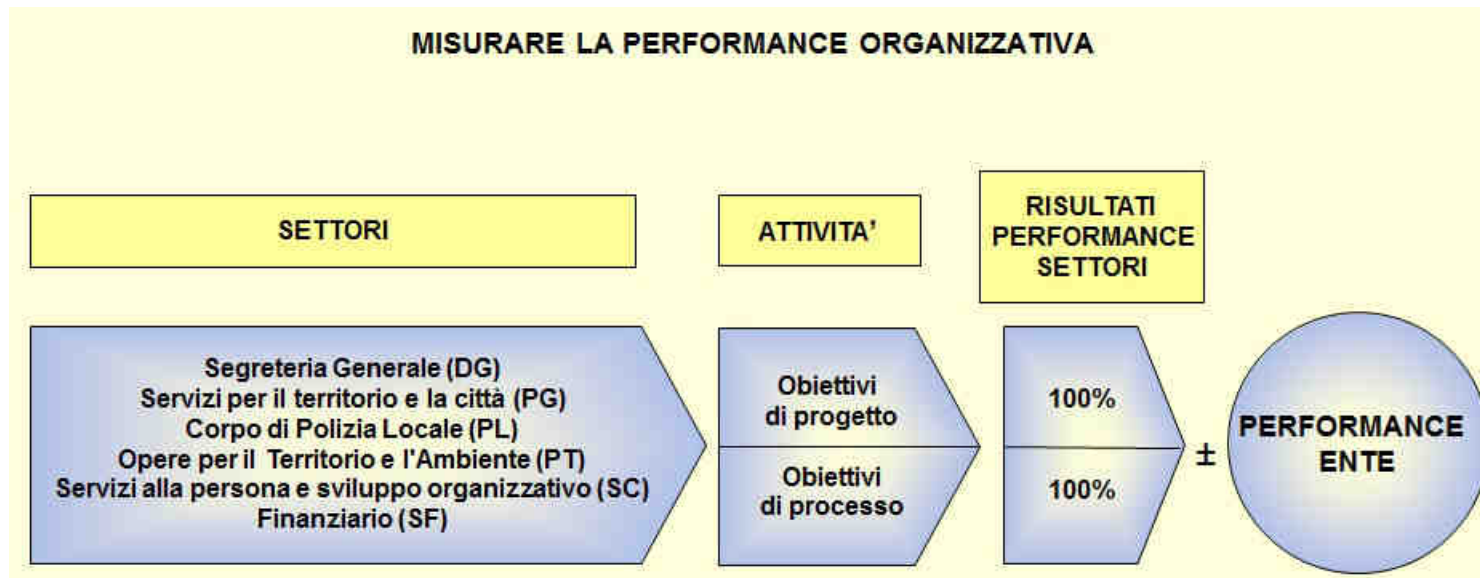 MISURARE LA PERFORMANCE ORGANIZZATIVA
SETTORI
ATTIVITA'
RISULTATI
PERFORMANCE
SETTORI
Segreteria Generale (DG)
Servizi per il territorio e la città (PG)
Corpo di Polizia Locale (PL)
Opere per il Territorio e l'Ambiente (PT)
Servizi alla persona e sviluppo organizzativo (SC)
Finanziario (SF)
Obiettivi
di progetto
Obiettivi
di processo
100%
100%
±
PERFORMANCE
ENTE